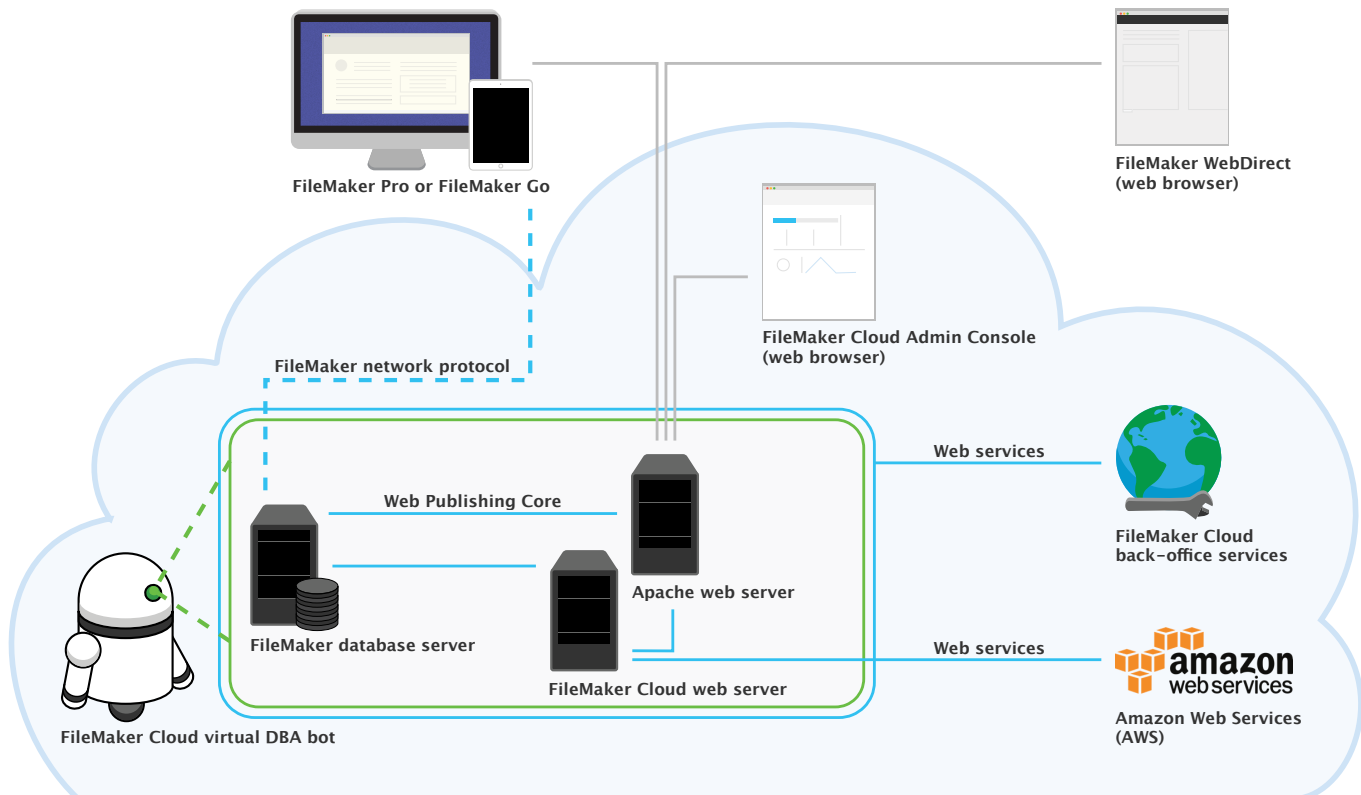 FileMaker Pro or FileMaker Go
FileMaker WebDirect
(web browser)
FileMaker Cloud Admin Console
(web browser)
FileMaker network protocol
Web services
Web Publishing Core
FileMaker Cloud
back-office services
Apache web server
FileMaker database server
Web services
amazon
webservices
FileMaker Cloud web server
Amazon Web Services
(AWS)
FileMaker Cloud virtual DBA bot